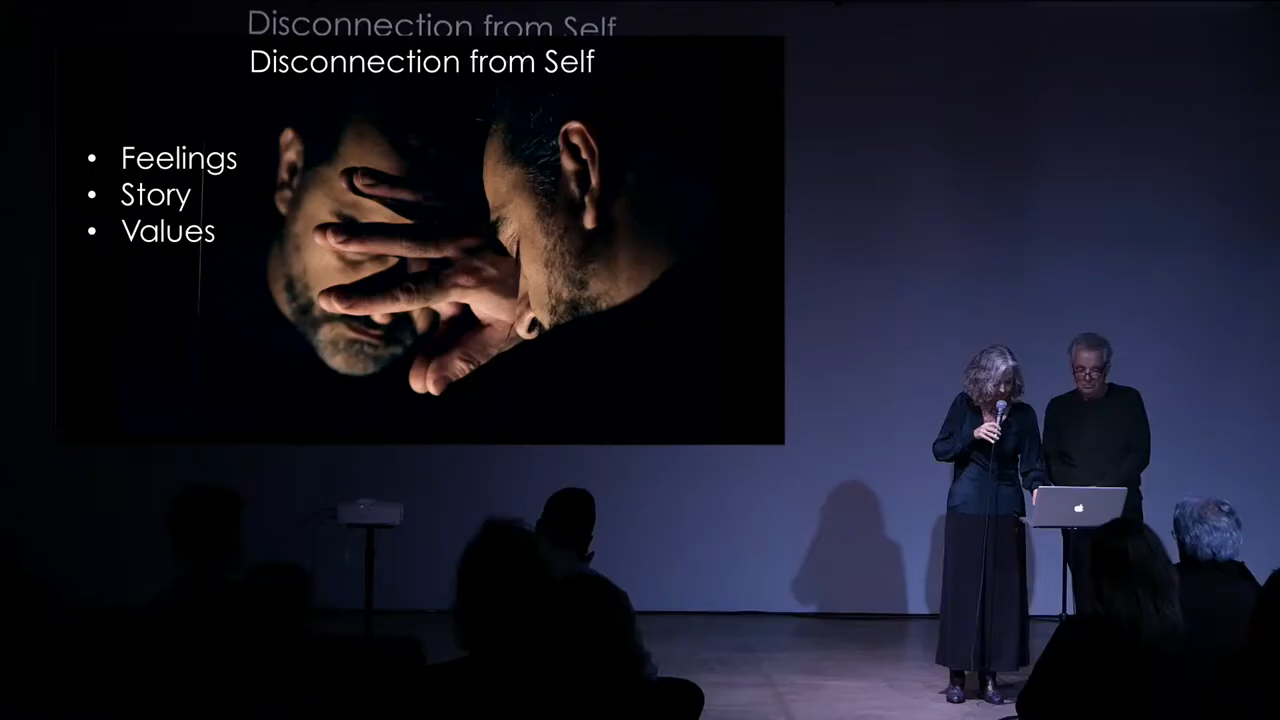 Disconnection from Self
Disconnection from Self
• Feelings
• Story
• Values